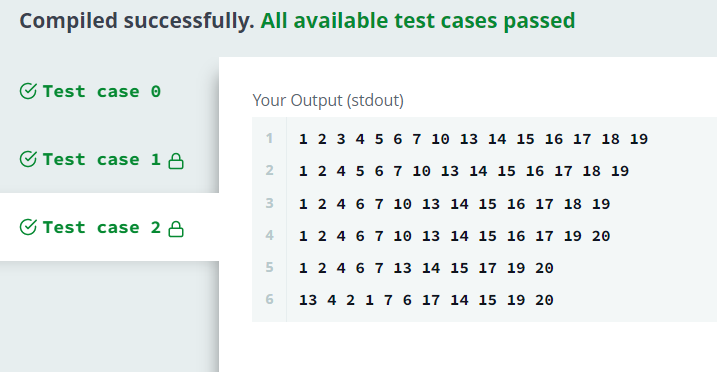 Compiled successfully. All available test cases passed
Test case 0
Test case 1
Test case 2
Your Output (stdout)
1 1 2 3 4 5 6 7 10 13 14 15 16 17 18 19
2 1 2 4 5 6 7 10 13 14 15 16 17 18 19
3 1 2 4 6 7 10 13 14 15 16 17 18 19
4 1 2 4 6 7 10 13 14 15 16 17 19 20
5 1 2 4 6 7 13 14 15 17 19 20
6 13 4 2 1 7 6 17 14 15 19 20